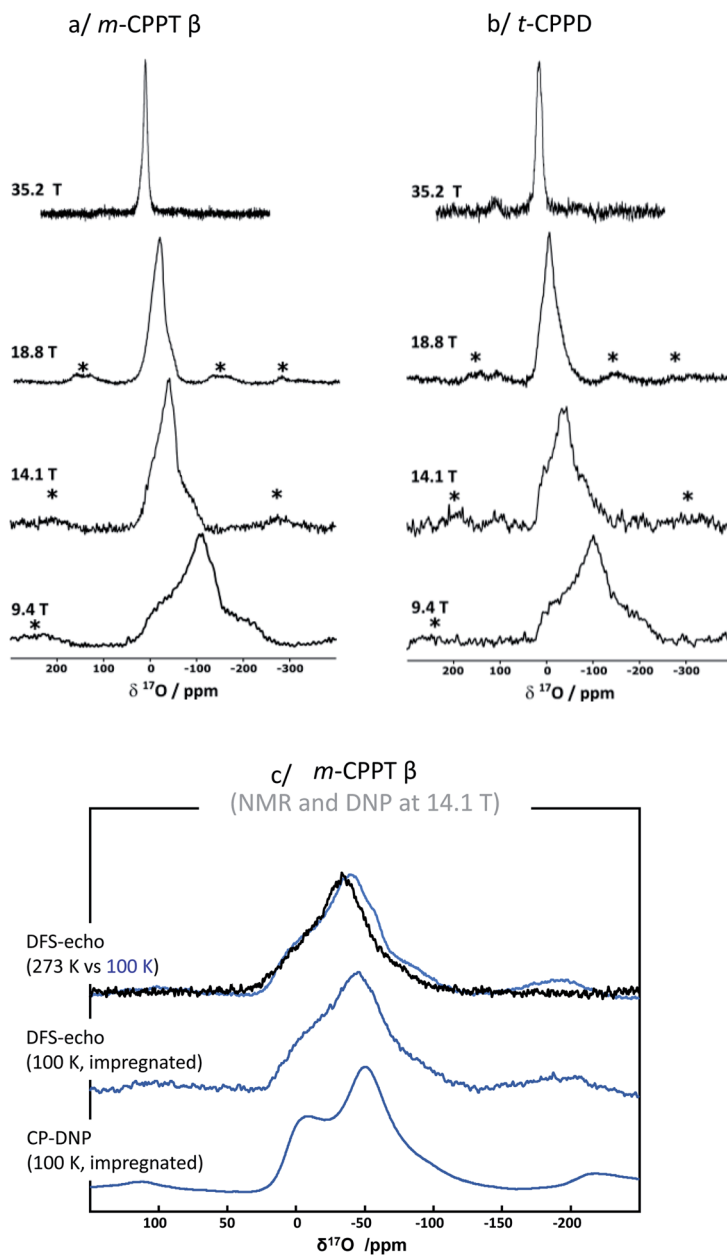 a/ m-CPPT β
b/ t-CPPD
35.2 T
35.2 T
18.8 T
* * *
18.8 T
* * *
14.1 T
* *
14.1 T
* *
9.4 T
*
9.4 T
*
200 100 0 -100 -200 -300
200 100 0 -100 -200 -300
δ ¹⁷O / ppm
δ ¹⁷O / ppm
c/ m-CPPT β
(NMR and DNP at 14.1 T)
DFS-echo
(273 K vs 100 K)
DFS-echo
(100 K, impregnated)
CP-DNP
(100 K, impregnated)
100 50 0 -50 -100 -150 -200
δ¹⁷O /ppm